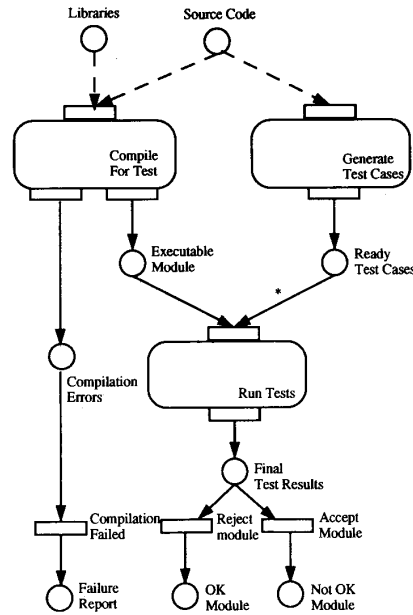 Libraries
Source Code
Compile
For Test
Generate
Test Cases
Executable
Module
Ready
Test Cases
*
Run Tests
Compilation
Errors
Final
Test Results
Compilation
Failed
Reject
module
Accept
Module
Failure
Report
OK
Module
Not OK
Module